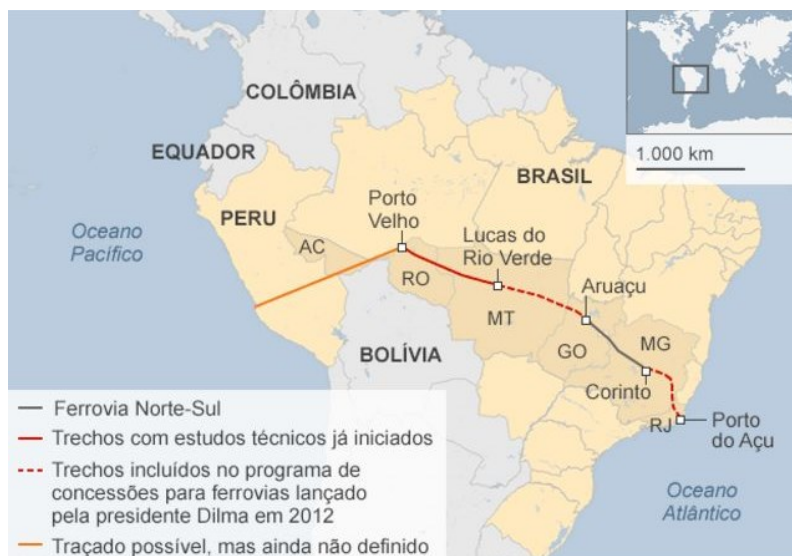 COLÔMBIA
1.000 km
EQUADOR
BRASIL
PERU
Porto
Velho
Oceano
Pacífico
Lucas do
Rio Verde
AC
Aruaçu
RO
MT
MG
BOLÍVIA
GO
Corinto
RJ
Porto
do Açu
Ferrovia Norte-Sul
Trechos com estudos técnicos já iniciados
Trechos incluídos no programa de
concessões para ferrovias lançado
pela presidente Dilma em 2012
Traçado possível, mas ainda não definido
Oceano
Atlântico